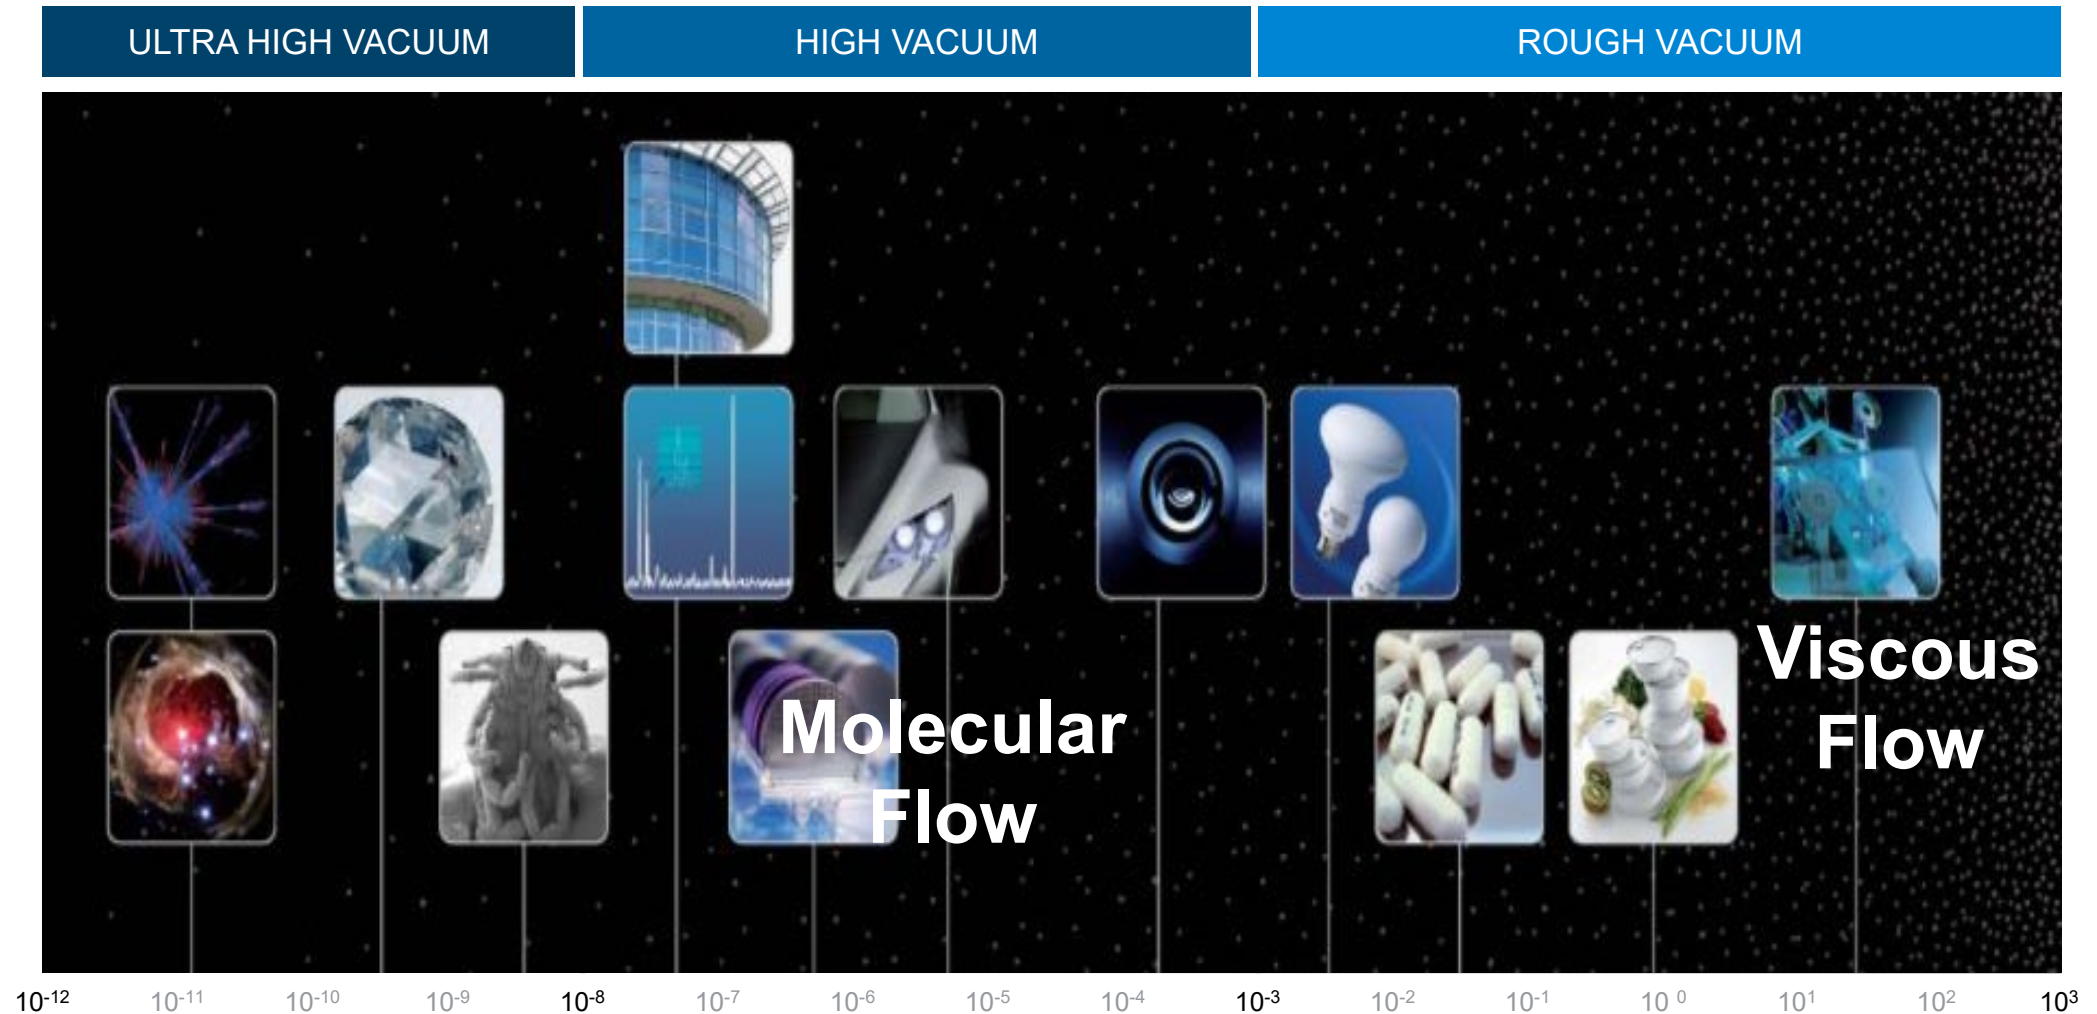 ULTRA HIGH VACUUM
HIGH VACUUM
ROUGH VACUUM
Viscous
Flow
Molecular
Flow
10⁻¹² 10⁻¹¹ 10⁻¹⁰ 10⁻⁹ 10⁻⁸ 10⁻⁷ 10⁻⁶ 10⁻⁵ 10⁻⁴ 10⁻³ 10⁻² 10⁻¹ 10 ⁰ 10¹ 10² 10³